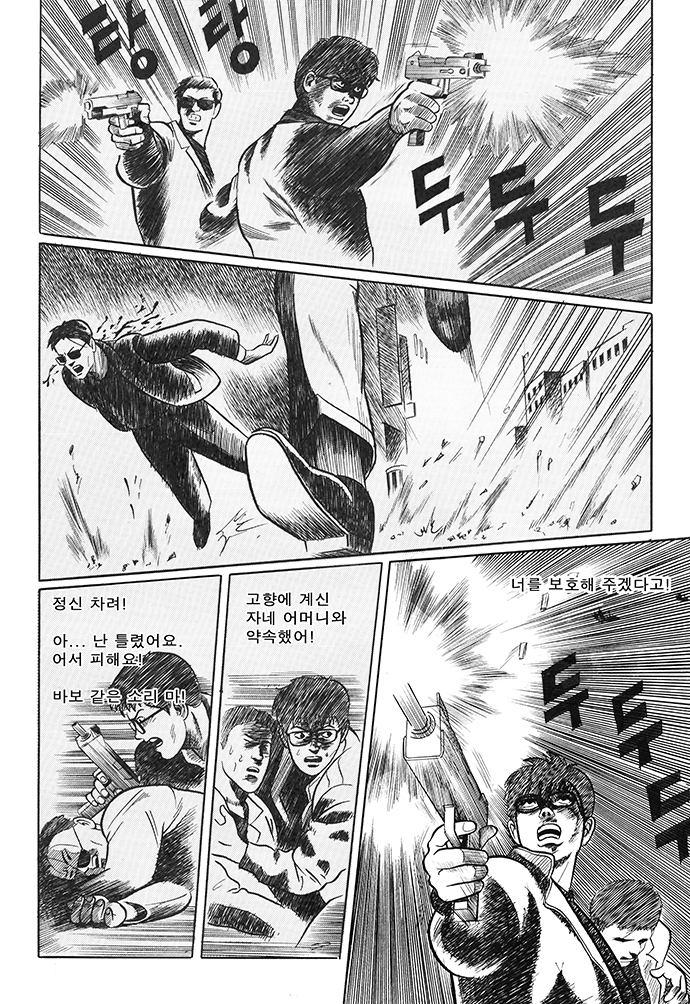 탕 탕
두 두 두
정신 차려!
아... 난 틀렸어요.
어서 피해요!
바보 같은 소리 마!
고향에 계신
자네 어머니와
약속했어!
너를 보호해 주겠다고!
두 두 두